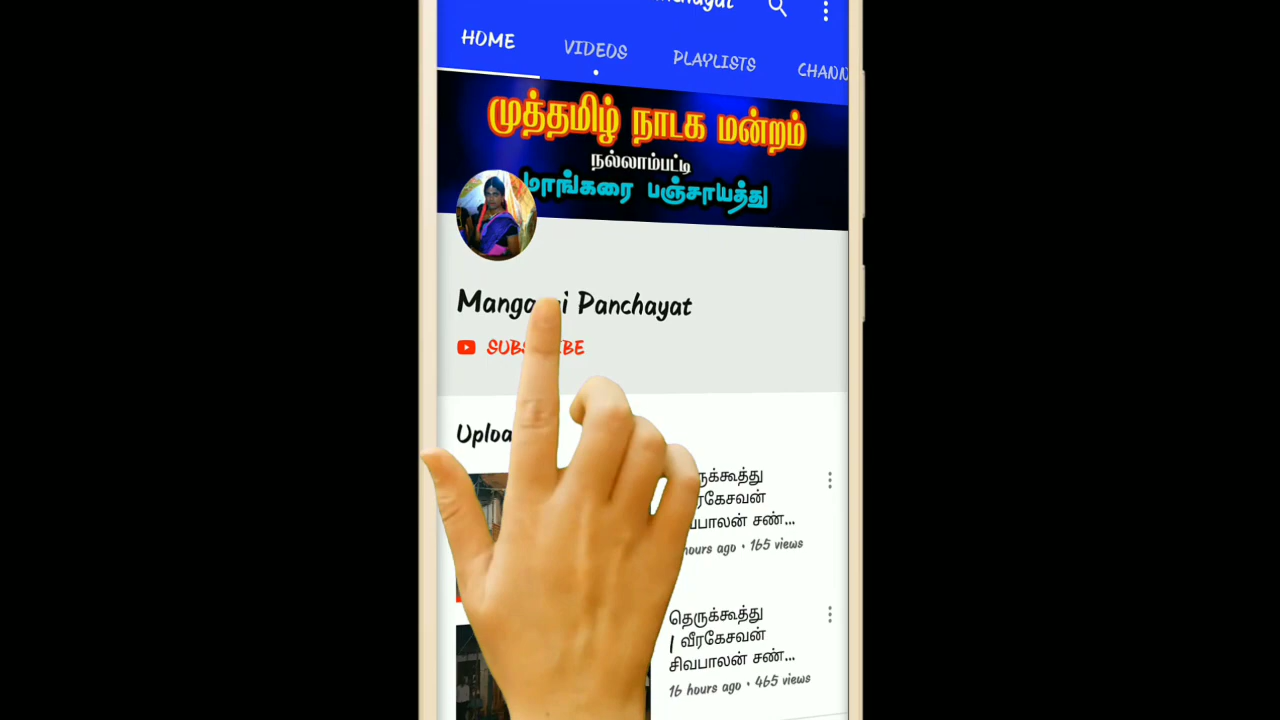 HOME VIDEOS PLAYLISTS
முத்தமிழ் நாடக மன்றம்
நல்லாம்பட்டி
மாங்கரை பஞ்சாயத்து
Panchayat
16 hours ago • 465 views
தெருக்கூத்து
| வீரகேசவன்
சிவபாலன் சண்...
hours ago • 165 views